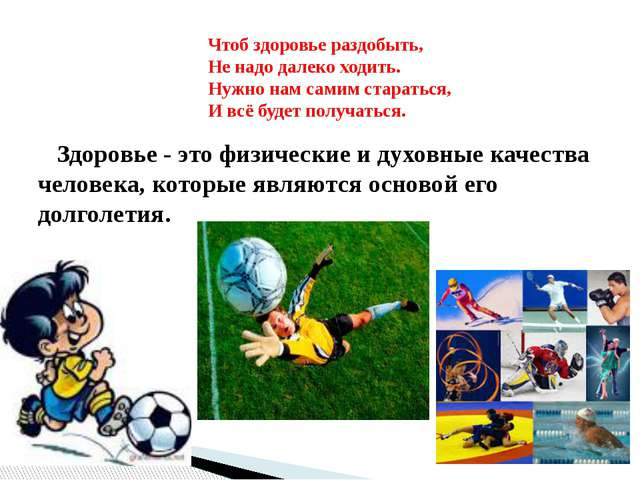 Чтоб здоровье раздобыть,
Не надо далеко ходить.
Нужно нам самим стараться,
И всё будет получаться.
Здоровье - это физические и духовные качества
человека, которые являются основой его
долголетия.